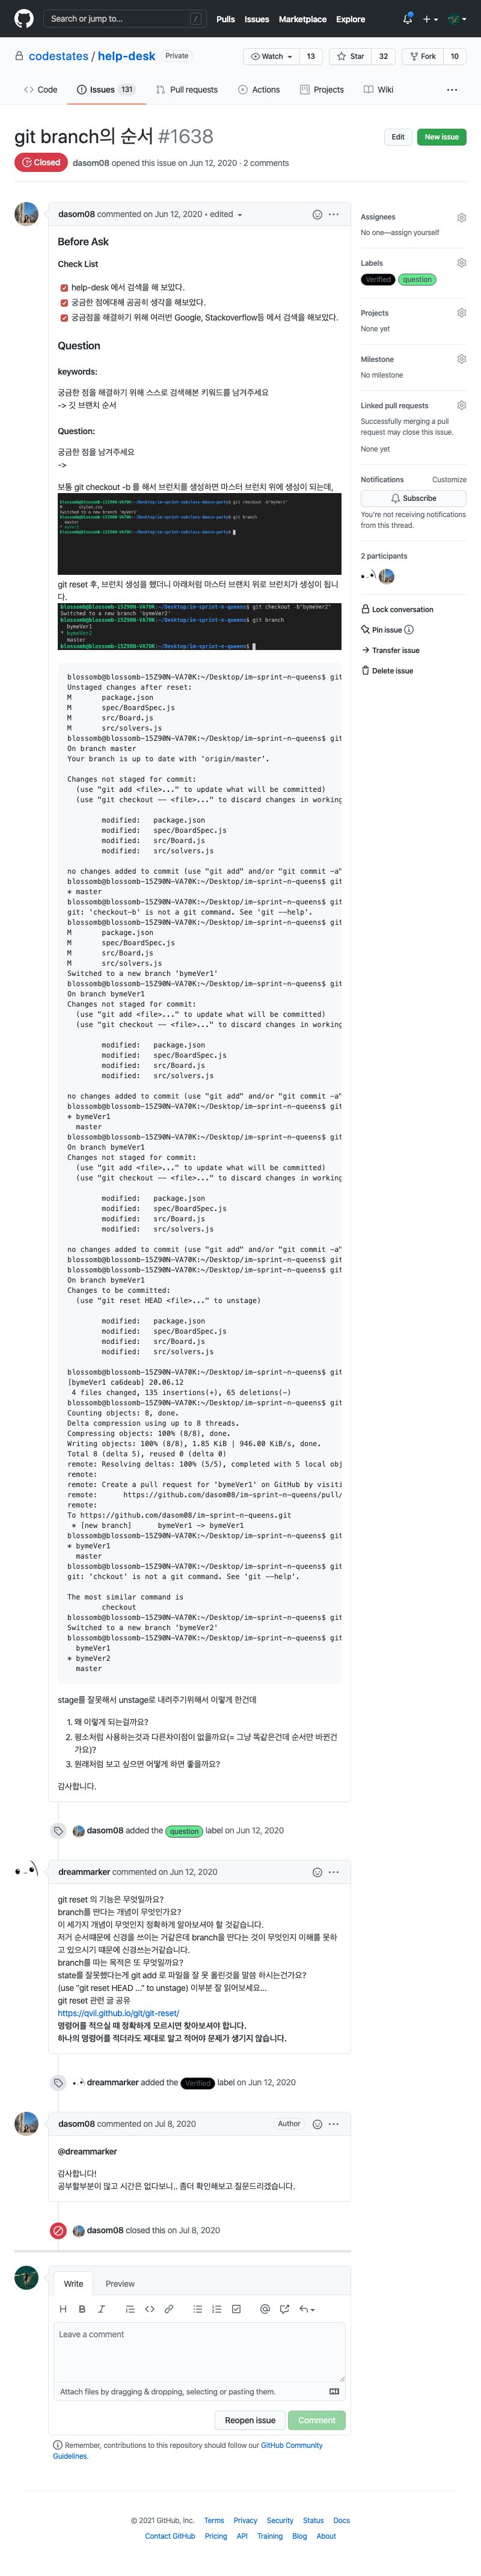 Search or jump to... /
Pulls Issues Marketplace Explore
codestates / help-desk Private
Watch 13 Star 32 Fork 10
Code Issues 131 Pull requests Actions Projects Wiki ...
git branch의 순서 #1638
Edit New issue
Closed dasom08 opened this issue on Jun 12, 2020 · 2 comments
dasom08 commented on Jun 12, 2020 • edited
Before Ask
Check List
help-desk 에서 검색을 해 보았다.
궁금한 점에대해 곰곰히 생각을 해보았다.
궁금점을 해결하기 위해 여러번 Google, Stackoverflow등 에서 검색을 해보았다.
Question
keywords:
궁금한 점을 해결하기 위해 스스로 검색해본 키워드를 남겨주세요
-> 깃 브랜치 순서
Question:
궁금한 점을 남겨주세요
->
보통 git checkout -b 를 해서 브런치를 생성하면 마스터 브런치 위에 생성이 되는데,
blossomb@blossomb-15Z90N-VA70K:~/Desktop/im-sprint-subclass-dance-party$ git checkout -b"myVer1"
M styles.css
Switched to a new branch 'myVer1'
blossomb@blossomb-15Z90N-VA70K:~/Desktop/im-sprint-subclass-dance-party$ git branch
master
* myVer1
blossomb@blossomb-15Z90N-VA70K:~/Desktop/im-sprint-subclass-dance-party$
git reset 후, 브런치 생성을 했더니 아래처럼 마스터 브랜치 위로 브런치가 생성이 됩니
다.
blossomb@blossomb-15Z90N-VA70K:~/Desktop/im-sprint-n-queens$ git checkout -b"bymeVer2"
Switched to a new branch 'bymeVer2'
blossomb@blossomb-15Z90N-VA70K:~/Desktop/im-sprint-n-queens$ git branch
bymeVer1
* bymeVer2
master
blossomb@blossomb-15Z90N-VA70K:~/Desktop/im-sprint-n-queens$
blossomb@blossomb-15Z90N-VA70K:~/Desktop/im-sprint-n-queens$ git
Unstaged changes after reset:
M package.json
M spec/BoardSpec.js
M src/Board.js
M src/solvers.js
blossomb@blossomb-15Z90N-VA70K:~/Desktop/im-sprint-n-queens$ git
On branch master
Your branch is up to date with 'origin/master'.
Changes not staged for commit:
(use "git add <file>..." to update what will be committed)
(use "git checkout -- <file>..." to discard changes in working
modified: package.json
modified: spec/BoardSpec.js
modified: src/Board.js
modified: src/solvers.js
no changes added to commit (use "git add" and/or "git commit -a"
blossomb@blossomb-15Z90N-VA70K:~/Desktop/im-sprint-n-queens$ git
* master
blossomb@blossomb-15Z90N-VA70K:~/Desktop/im-sprint-n-queens$ git
git: 'checkout-b' is not a git command. See 'git --help'.
blossomb@blossomb-15Z90N-VA70K:~/Desktop/im-sprint-n-queens$ git
M package.json
M spec/BoardSpec.js
M src/Board.js
M src/solvers.js
Switched to a new branch 'bymeVer1'
blossomb@blossomb-15Z90N-VA70K:~/Desktop/im-sprint-n-queens$ git
On branch bymeVer1
Changes not staged for commit:
(use "git add <file>..." to update what will be committed)
(use "git checkout -- <file>..." to discard changes in working
modified: package.json
modified: spec/BoardSpec.js
modified: src/Board.js
modified: src/solvers.js
no changes added to commit (use "git add" and/or "git commit -a"
blossomb@blossomb-15Z90N-VA70K:~/Desktop/im-sprint-n-queens$ git
* bymeVer1
master
blossomb@blossomb-15Z90N-VA70K:~/Desktop/im-sprint-n-queens$ git
On branch bymeVer1
Changes not staged for commit:
(use "git add <file>..." to update what will be committed)
(use "git checkout -- <file>..." to discard changes in working
modified: package.json
modified: spec/BoardSpec.js
modified: src/Board.js
modified: src/solvers.js
no changes added to commit (use "git add" and/or "git commit -a"
blossomb@blossomb-15Z90N-VA70K:~/Desktop/im-sprint-n-queens$ git
blossomb@blossomb-15Z90N-VA70K:~/Desktop/im-sprint-n-queens$ git
On branch bymeVer1
Changes to be committed:
(use "git reset HEAD <file>..." to unstage)
modified: package.json
modified: spec/BoardSpec.js
modified: src/Board.js
modified: src/solvers.js
blossomb@blossomb-15Z90N-VA70K:~/Desktop/im-sprint-n-queens$ git
[bymeVer1 ca6deab] 20.06.12
4 files changed, 135 insertions(+), 65 deletions(-)
blossomb@blossomb-15Z90N-VA70K:~/Desktop/im-sprint-n-queens$ git
Counting objects: 8, done.
Delta compression using up to 8 threads.
Compressing objects: 100% (8/8), done.
Writing objects: 100% (8/8), 1.85 KiB | 946.00 KiB/s, done.
Total 8 (delta 5), reused 0 (delta 0)
remote: Resolving deltas: 100% (5/5), completed with 5 local obj
remote:
remote: Create a pull request for 'bymeVer1' on GitHub by visiti
remote: https://github.com/dasom08/im-sprint-n-queens/pull/
remote:
To https://github.com/dasom08/im-sprint-n-queens.git
* [new branch] bymeVer1 -> bymeVer1
blossomb@blossomb-15Z90N-VA70K:~/Desktop/im-sprint-n-queens$ git
* bymeVer1
master
blossomb@blossomb-15Z90N-VA70K:~/Desktop/im-sprint-n-queens$ git
git: 'chckout' is not a git command. See 'git --help'.
The most similar command is
checkout
blossomb@blossomb-15Z90N-VA70K:~/Desktop/im-sprint-n-queens$ git
Switched to a new branch 'bymeVer2'
blossomb@blossomb-15Z90N-VA70K:~/Desktop/im-sprint-n-queens$ git
bymeVer1
* bymeVer2
master
stage를 잘못해서 unstage로 내려주기위해서 이렇게 한건데
1. 왜 이렇게 되는걸까요?
2. 평소처럼 사용하는것과 다른차이점이 없을까요(= 그냥 똑같은건데 순서만 바뀐건
가요)?
3. 원래처럼 보고 싶으면 어떻게 하면 좋을까요?
감사합니다.
dasom08 added the question label on Jun 12, 2020
dreammarker commented on Jun 12, 2020
git reset 의 기능은 무엇일까요?
branch를 딴다는 개념이 무엇인가요?
이 세가지 개념이 무엇인지 정확하게 알아보셔야 할 것같습니다.
저거 순서때문에 신경을 쓰이는 거같은데 branch을 딴다는 것이 무엇인지 이해를 못하
고 있으시기 때문에 신경쓰는거같습니다.
branch를 따는 목적은 또 무엇일까요?
state를 잘못했다는게 git add 로 파일을 잘 못 올린것을 말씀 하시는건가요?
(use "git reset HEAD ..." to unstage) 이부분 잘 읽어보세요...
git reset 관련 글 공유
https://qvil.github.io/git/git-reset/
명령어를 적으실 때 정확하게 모르시면 찾아보셔야 합니다.
하나의 명령어를 적더라도 제대로 알고 적어야 문제가 생기지 않습니다.
dreammarker added the Verified label on Jun 12, 2020
dasom08 commented on Jul 8, 2020 Author
@dreammarker
감사합니다!
공부할부분이 많고 시간은 없다보니.. 좀더 확인해보고 질문드리겠습니다.
dasom08 closed this on Jul 8, 2020
Write Preview
Leave a comment
Attach files by dragging & dropping, selecting or pasting them.
Reopen issue Comment
Remember, contributions to this repository should follow our GitHub Community
Guidelines.
Assignees
No one—assign yourself
Labels
Verified question
Projects
None yet
Milestone
No milestone
Linked pull requests
Successfully merging a pull
request may close this issue.
None yet
Notifications Customize
Subscribe
You're not receiving notifications
from this thread.
2 participants
Lock conversation
Pin issue
Transfer issue
Delete issue
© 2021 GitHub, Inc. Terms Privacy Security Status Docs
Contact GitHub Pricing API Training Blog About